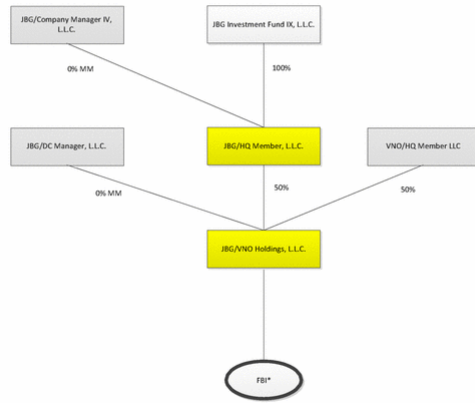 JBG/Company Manager IV,
L.L.C.
JBG Investment Fund IX, L.L.C.
0% MM
100%
JBG/DC Manager, L.L.C.
JBG/HQ Member, L.L.C.
VNO/HQ Member LLC
0% MM
50%
50%
JBG/VNO Holdings, L.L.C.
FBI*